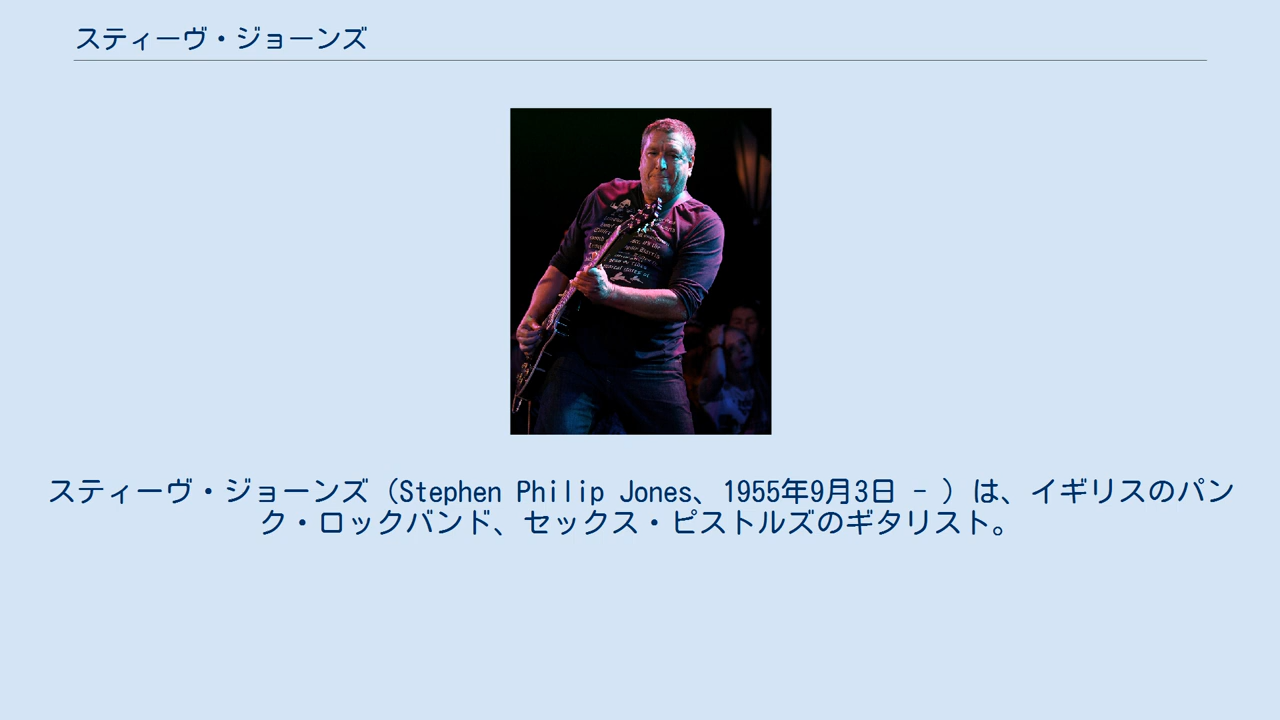 スティーヴ・ジョーンズ
スティーヴ・ジョーンズ（Stephen Philip Jones、1955年9月3日 - ）は、イギリスのパン
ク・ロックバンド、セックス・ピストルズのギタリスト。